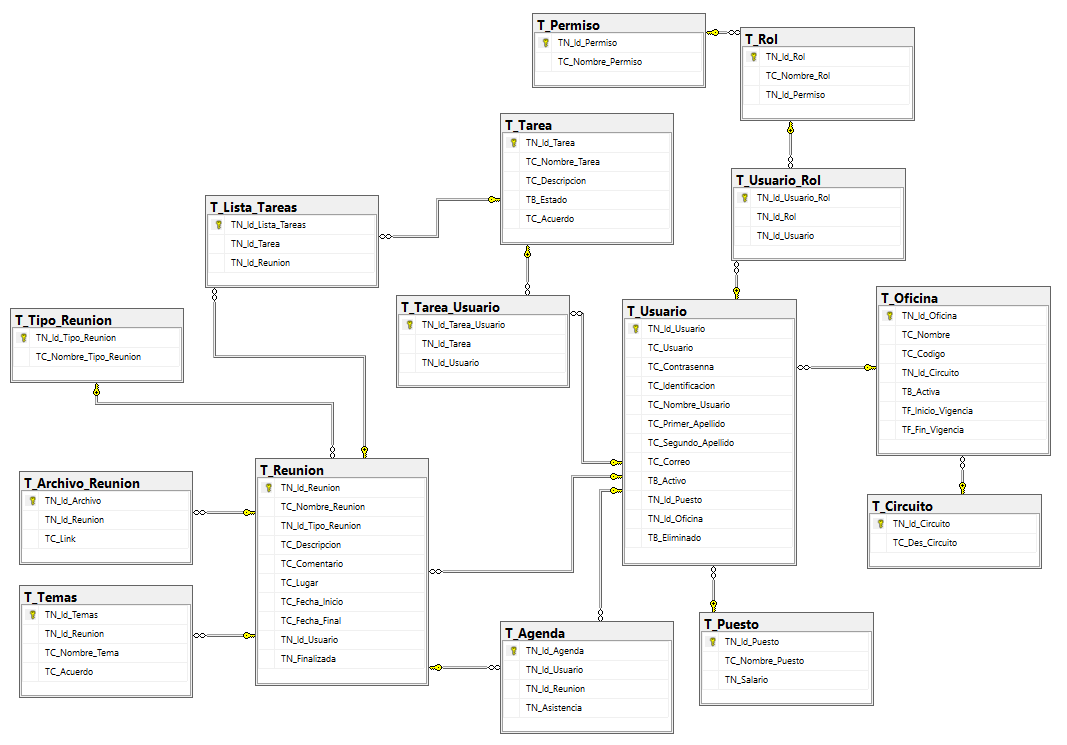 T_Permiso
TN_Id_Permiso
TC_Nombre_Permiso
T_Rol
TN_Id_Rol
TC_Nombre_Rol
TN_Id_Permiso
T_Tarea
TN_Id_Tarea
TC_Nombre_Tarea
TC_Descripcion
TB_Estado
TC_Acuerdo
T_Usuario_Rol
TN_Id_Usuario_Rol
TN_Id_Rol
TN_Id_Usuario
T_Lista_Tareas
TN_Id_Lista_Tareas
TN_Id_Tarea
TN_Id_Reunion
T_Tipo_Reunion
TN_Id_Tipo_Reunion
TC_Nombre_Tipo_Reunion
T_Tarea_Usuario
TN_Id_Tarea_Usuario
TN_Id_Tarea
TN_Id_Usuario
T_Usuario
TN_Id_Usuario
TC_Usuario
TC_Contrasenna
TC_Identificacion
TC_Nombre_Usuario
TC_Primer_Apellido
TC_Segundo_Apellido
TC_Correo
TB_Activo
TN_Id_Puesto
TN_Id_Oficina
TB_Eliminado
T_Oficina
TN_Id_Oficina
TC_Nombre
TC_Codigo
TN_Id_Circuito
TB_Activa
TF_Inicio_Vigencia
TF_Fin_Vigencia
T_Archivo_Reunion
TN_Id_Archivo
TN_Id_Reunion
TC_Link
T_Reunion
TN_Id_Reunion
TC_Nombre_Reunion
TN_Id_Tipo_Reunion
TC_Descripcion
TC_Comentario
TC_Lugar
TC_Fecha_Inicio
TC_Fecha_Final
TN_Id_Usuario
TN_Finalizada
T_Circuito
TN_Id_Circuito
TC_Des_Circuito
T_Temas
TN_Id_Temas
TN_Id_Reunion
TC_Nombre_Tema
TC_Acuerdo
T_Agenda
TN_Id_Agenda
TN_Id_Usuario
TN_Id_Reunion
TN_Asistencia
T_Puesto
TN_Id_Puesto
TC_Nombre_Puesto
TN_Salario